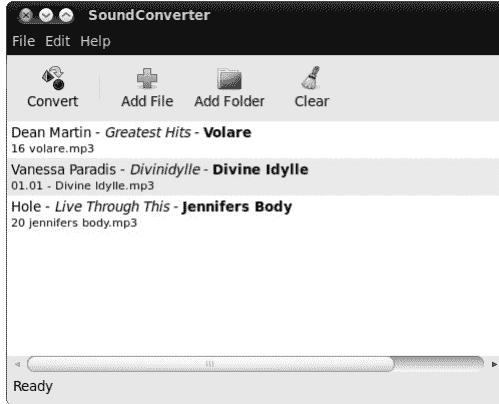 SoundConverter
File Edit Help
Convert Add File Add Folder Clear
Dean Martin - Greatest Hits - Volare
16 volare.mp3
Vanessa Paradis - Divinidylle - Divine Idylle
01.01 - Divine Idylle.mp3
Hole - Live Through This - Jennifers Body
20 jennifers body.mp3
Ready